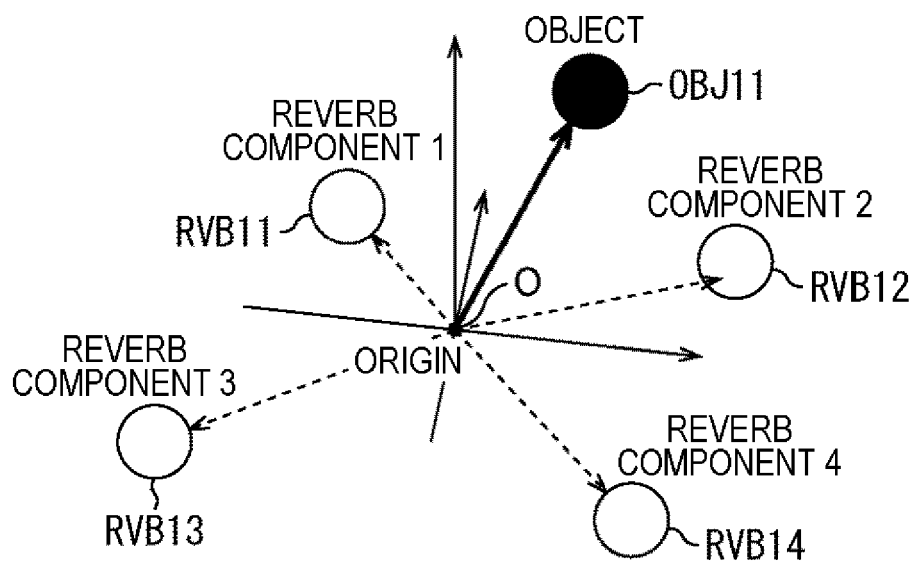 OBJECT
OBJ11
REVERB
COMPONENT 1
RVB11
REVERB
COMPONENT 2
RVB12
O
ORIGIN
REVERB
COMPONENT 3
RVB13
REVERB
COMPONENT 4
RVB14